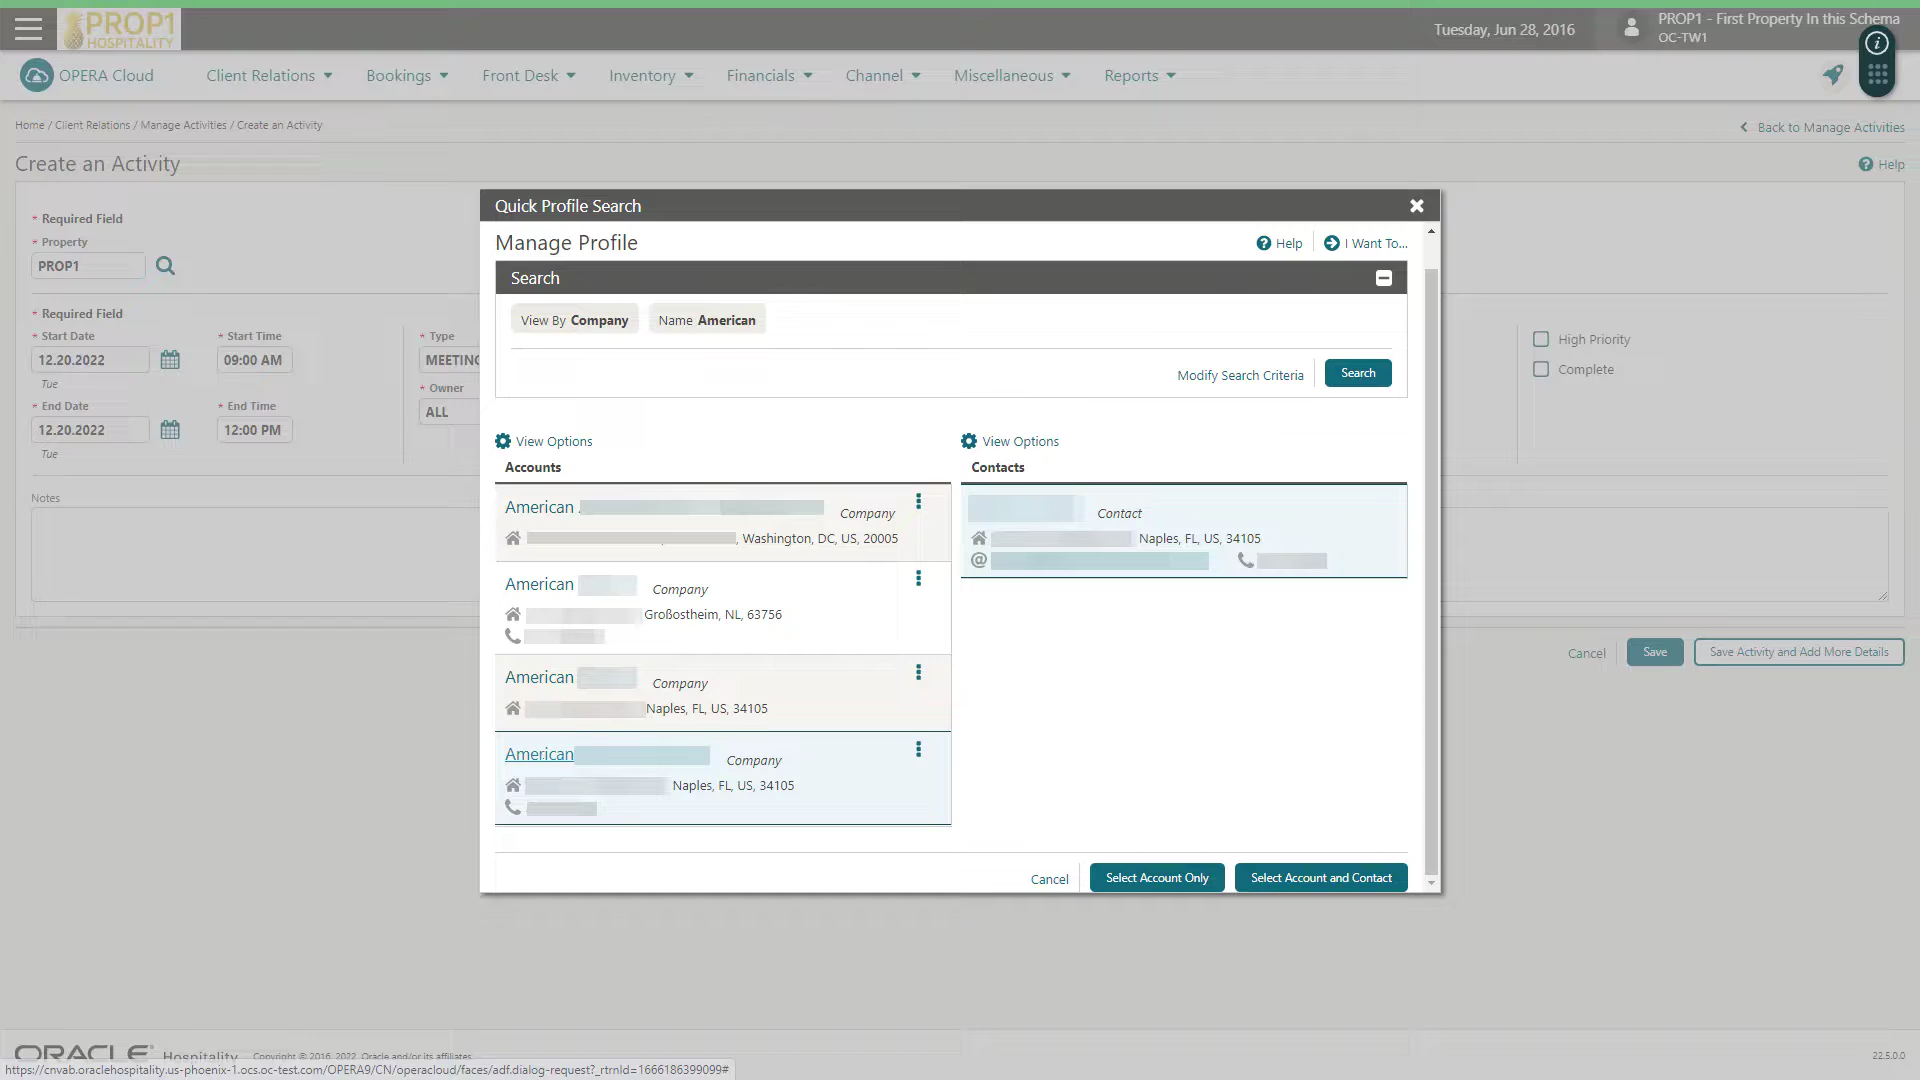 PROP1
HOSPITALITY
Tuesday, Jun 28, 2016
PROP1 - First Property In this Schema
OC-TW1
OPERA Cloud
Client Relations
Bookings
Front Desk
Inventory
Financials
Channel
Miscellaneous
Reports
Home / Client Relations / Manage Activities / Create an Activity
Back to Manage Activities
Create an Activity
Help
* Required Field
* Property
PROP1
* Required Field
* Start Date
* Start Time
* Type
12.20.2022
09:00 AM
MEETING
Tue
* Owner
* End Date
* End Time
ALL
12.20.2022
12:00 PM
Tue
Notes
High Priority
Complete
Cancel
Save
Save Activity and Add More Details
Quick Profile Search
Manage Profile
Help
I Want To...
Search
View By Company
Name American
Modify Search Criteria
Search
View Options
Accounts
American
Company
, Washington, DC, US, 20005
American
Company
Großostheim, NL, 63756
American
Company
Naples, FL, US, 34105
American
Company
Naples, FL, US, 34105
View Options
Contacts
Contact
Naples, FL, US, 34105
Cancel
Select Account Only
Select Account and Contact
ORACLE Hospitality
Copyright © 2016, 2022, Oracle and/or its affiliates
22.5.0.0
https://cnvab.oraclehospitality.us-phoenix-1.ocs.oc-test.com/OPERA9/CN/operacloud/faces/adf.dialog-request?_rtrnId=1666186399099#